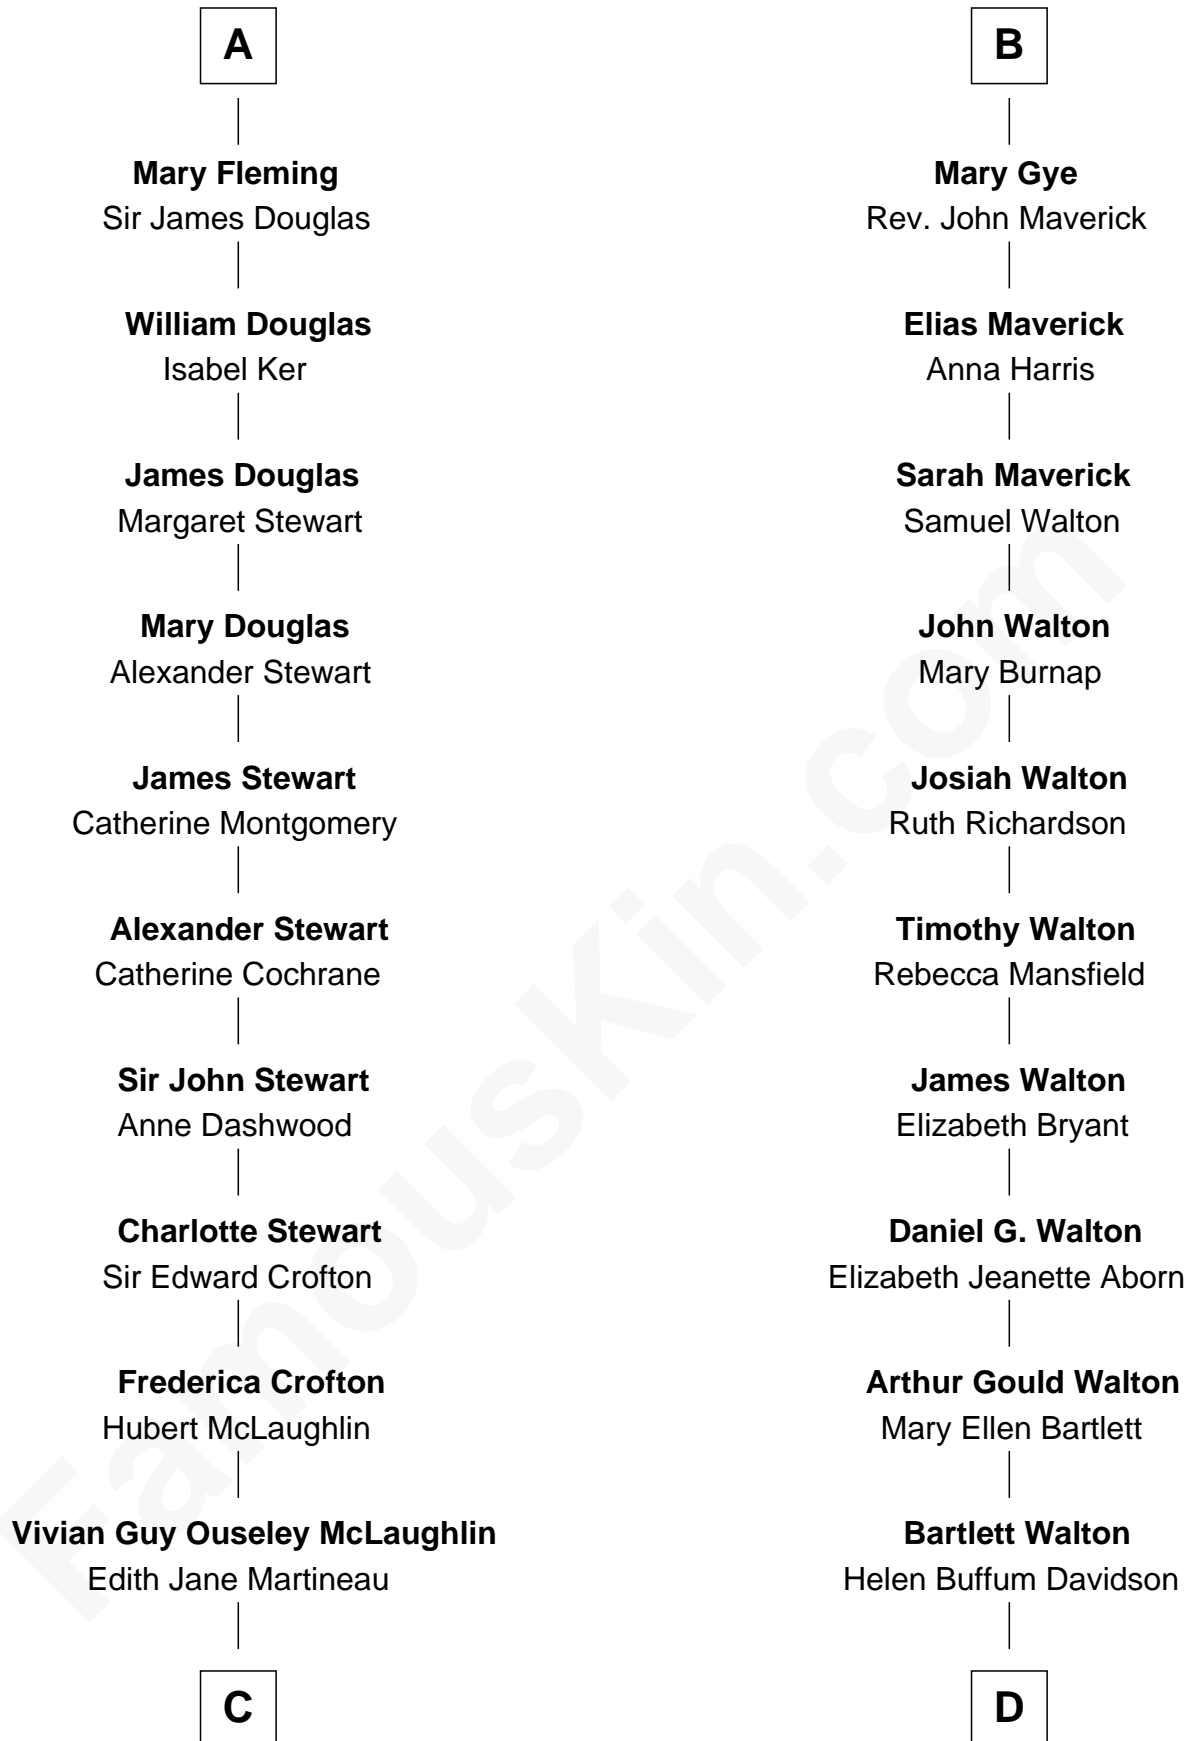 A
Mary Fleming
Sir James Douglas
William Douglas
Isabel Ker
James Douglas
Margaret Stewart
Mary Douglas
Alexander Stewart
James Stewart
Catherine Montgomery
Alexander Stewart
Catherine Cochrane
Sir John Stewart
Anne Dashwood
Charlotte Stewart
Sir Edward Crofton
Frederica Crofton
Hubert McLaughlin
Vivian Guy Ouseley McLaughlin
Edith Jane Martineau
C
B
Mary Gye
Rev. John Maverick
Elias Maverick
Anna Harris
Sarah Maverick
Samuel Walton
John Walton
Mary Burnap
Josiah Walton
Ruth Richardson
Timothy Walton
Rebecca Mansfield
James Walton
Elizabeth Bryant
Daniel G. Walton
Elizabeth Jeanette Aborn
Arthur Gould Walton
Mary Ellen Bartlett
Bartlett Walton
Helen Buffum Davidson
D
FamousKin.com